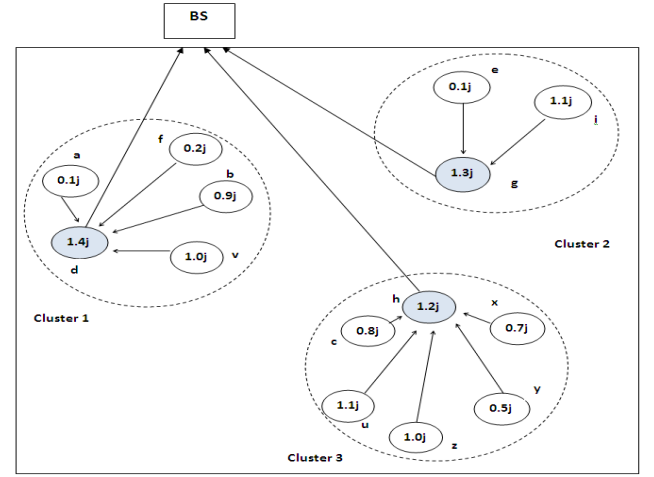 BS
e
0.1j
1.1j
i
1.3j
g
Cluster 2
f
0.2j
a
0.1j
b
0.9j
1.4j
d
1.0j
v
Cluster 1
h
1.2j
x
0.7j
0.8j
c
1.1j
u
y
0.5j
1.0j
z
Cluster 3